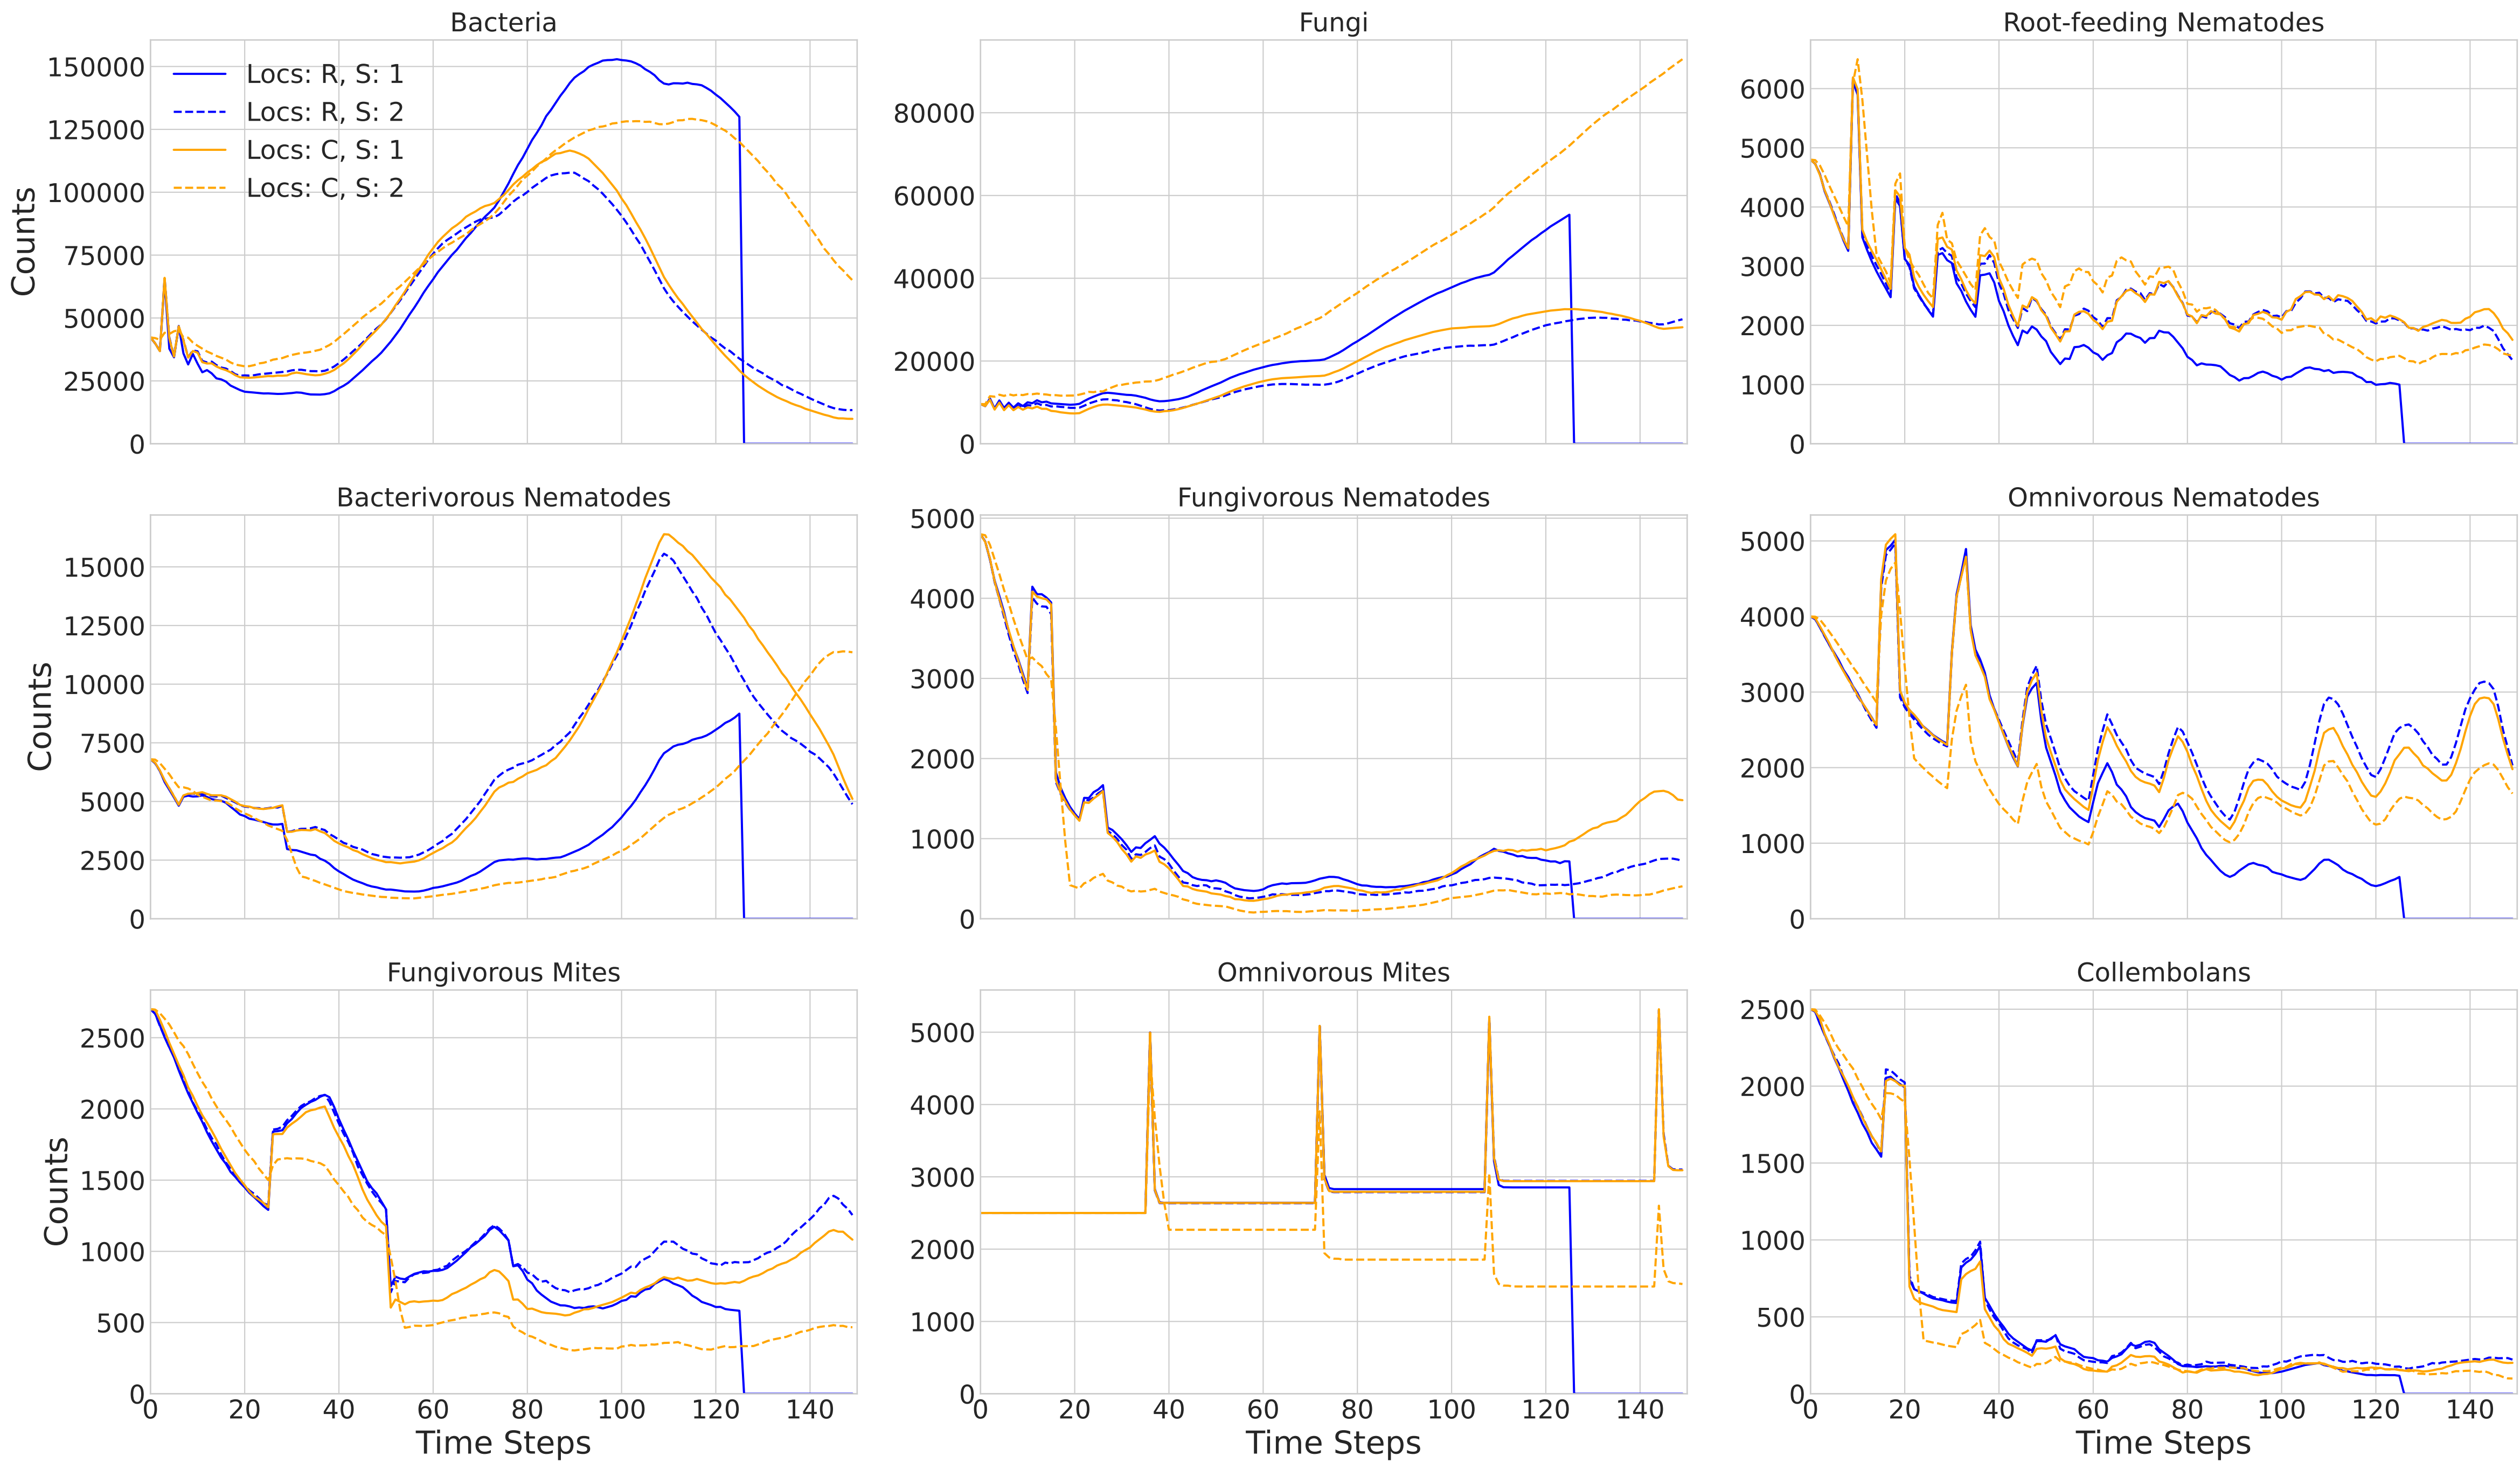 Bacteria
Fungi
Root-feeding Nematodes
Counts
150000
125000
100000
75000
50000
25000
0
Locs: R, S: 1
Locs: R, S: 2
Locs: C, S: 1
Locs: C, S: 2
80000
60000
40000
20000
0
6000
5000
4000
3000
2000
1000
0
Bacterivorous Nematodes
Fungivorous Nematodes
Omnivorous Nematodes
Counts
15000
12500
10000
7500
5000
2500
0
5000
4000
3000
2000
1000
0
5000
4000
3000
2000
1000
0
Fungivorous Mites
Omnivorous Mites
Collembolans
Counts
2500
2000
1500
1000
500
0
5000
4000
3000
2000
1000
0
2500
2000
1500
1000
500
0
0 20 40 60 80 100 120 140
0 20 40 60 80 100 120 140
0 20 40 60 80 100 120 140
Time Steps
Time Steps
Time Steps